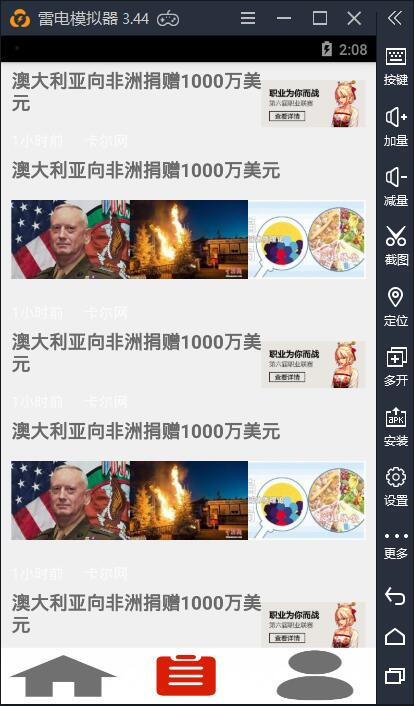 雷电模拟器 3.44
2:08
澳大利亚向非洲捐赠1000万美
元
职业为你而战
第六届职业联赛
查看详情
1小时前 卡尔网
澳大利亚向非洲捐赠1000万美元
1小时前 卡尔网
澳大利亚向非洲捐赠1000万美
元
职业为你而战
第六届职业联赛
查看详情
1小时前 卡尔网
澳大利亚向非洲捐赠1000万美元
1小时前 卡尔网
澳大利亚向非洲捐赠1000万美
元
职业为你而战
第六届职业联赛
查看详情
按键
加量
减量
截图
定位
多开
APK
安装
设置
更多